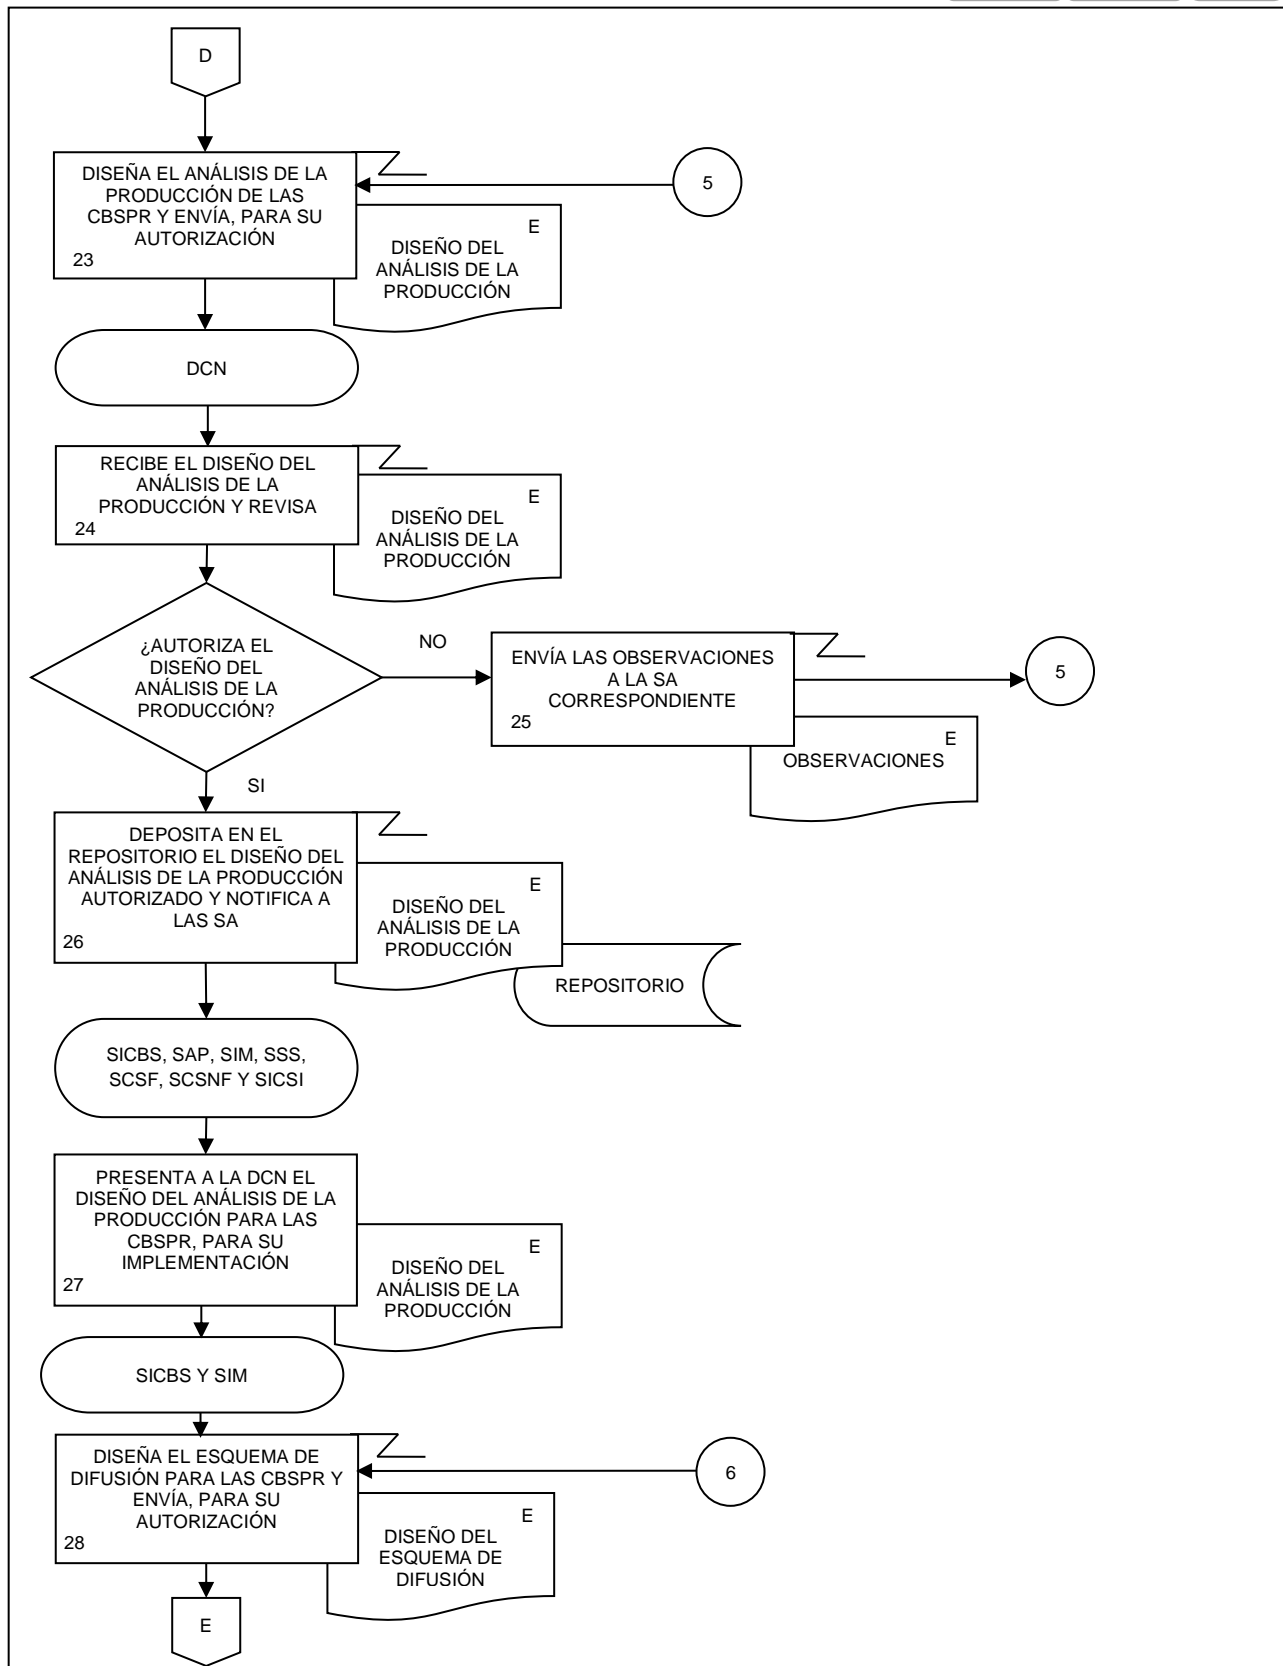 D
DISEÑA EL ANÁLISIS DE LA
PRODUCCIÓN DE LAS
CBSPR Y ENVÍA, PARA SU
AUTORIZACIÓN
23
5
E
DISEÑO DEL
ANÁLISIS DE LA
PRODUCCIÓN
DCN
RECIBE EL DISEÑO DEL
ANÁLISIS DE LA
PRODUCCIÓN Y REVISA
24
E
DISEÑO DEL
ANÁLISIS DE LA
PRODUCCIÓN
¿AUTORIZA EL
DISEÑO DEL
ANÁLISIS DE LA
PRODUCCIÓN?
NO
ENVÍA LAS OBSERVACIONES
A LA SA
CORRESPONDIENTE
25
5
E
OBSERVACIONES
SI
DEPOSITA EN EL
REPOSITORIO EL DISEÑO DEL
ANÁLISIS DE LA PRODUCCIÓN
AUTORIZADO Y NOTIFICA A
LAS SA
26
E
DISEÑO DEL
ANÁLISIS DE LA
PRODUCCIÓN
REPOSITORIO
SICBS, SAP, SIM, SSS,
SCSF, SCSNF Y SICSI
PRESENTA A LA DCN EL
DISEÑO DEL ANÁLISIS DE LA
PRODUCCIÓN PARA LAS
CBSPR, PARA SU
IMPLEMENTACIÓN
27
E
DISEÑO DEL
ANÁLISIS DE LA
PRODUCCIÓN
SICBS Y SIM
DISEÑA EL ESQUEMA DE
DIFUSIÓN PARA LAS CBSPR Y
ENVÍA, PARA SU
AUTORIZACIÓN
28
6
E
DISEÑO DEL
ESQUEMA DE
DIFUSIÓN
E